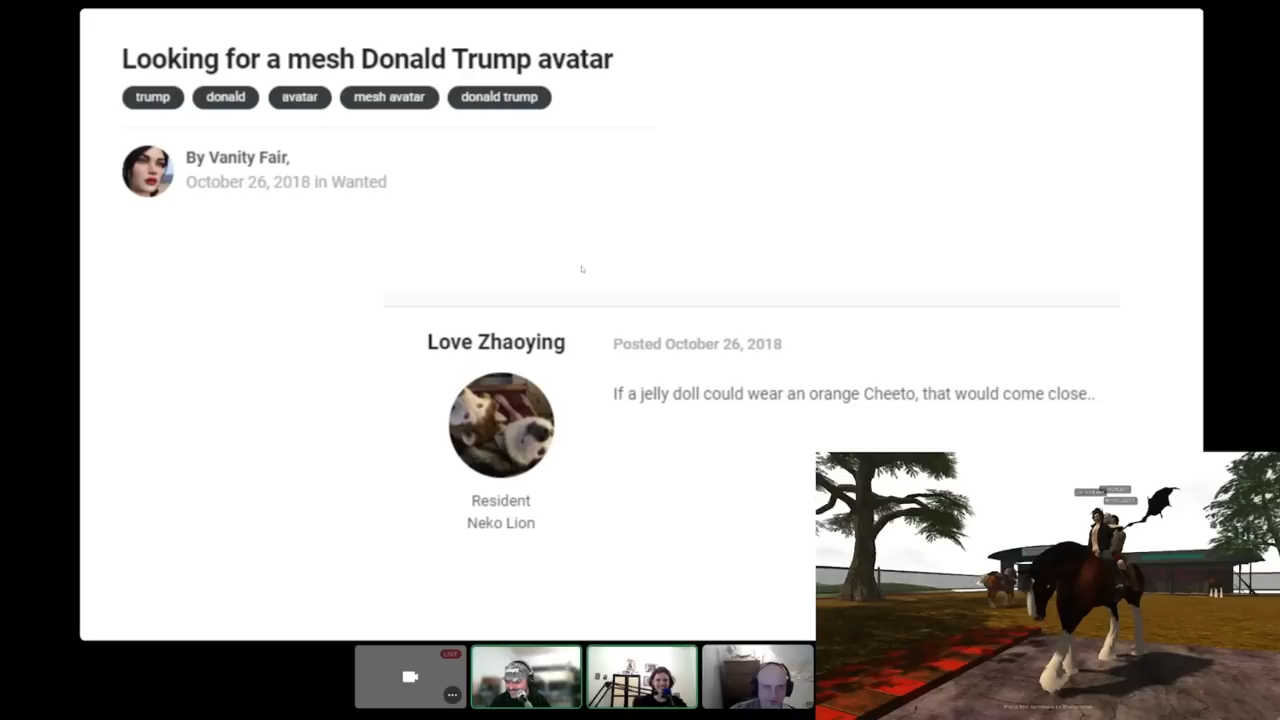 Looking for a mesh Donald Trump avatar
trump donald avatar mesh avatar donald trump
By Vanity Fair,
October 26, 2018 in Wanted
Love Zhaoying
Posted October 26, 2018
If a jelly doll could wear an orange Cheeto, that would come close..
Resident
Neko Lion
LIVE